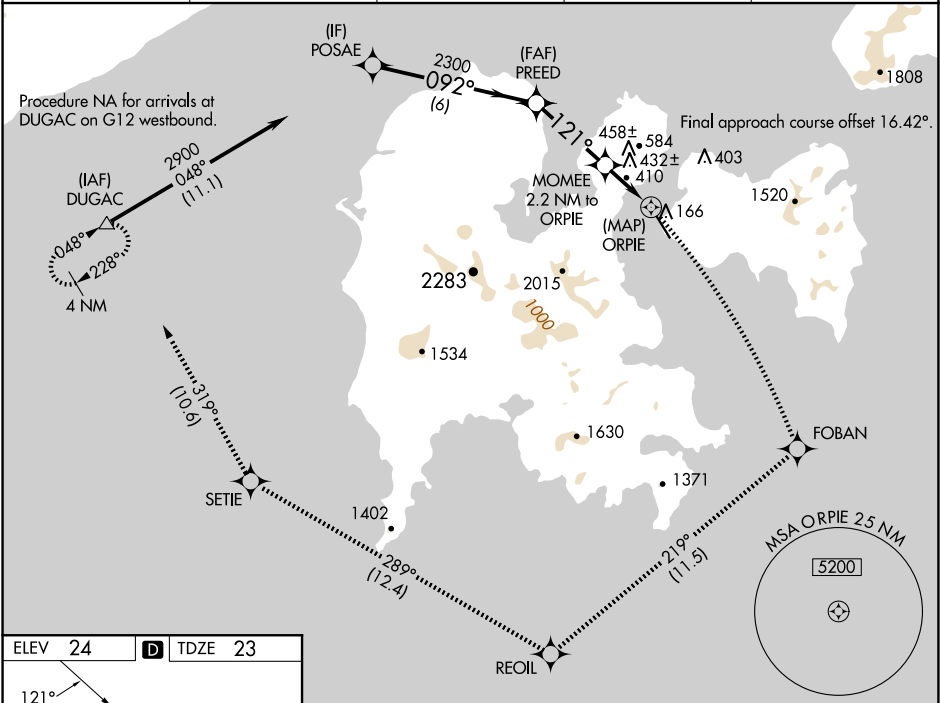 (IF)
POSAE
2300
092°
(6)
(FAF)
PREED
1808
Procedure NA for arrivals at
DUGAC on G12 westbound.
121°
458±
584
432±
410
403
Final approach course offset 16.42°.
2900
048°
(11.1)
(IAF)
DUGAC
MOMEE
2.2 NM to
ORPIE
1520
166
(MAP)
ORPIE
048°
228°
4 NM
2283
2015
1000
1534
319°
(10.6)
1630
FOBAN
SETIE
1371
1402
289°
(12.4)
219°
(11.5)
MSA ORPIE 25 NM
5200
REOIL
ELEV 24 D TDZE 23
121°